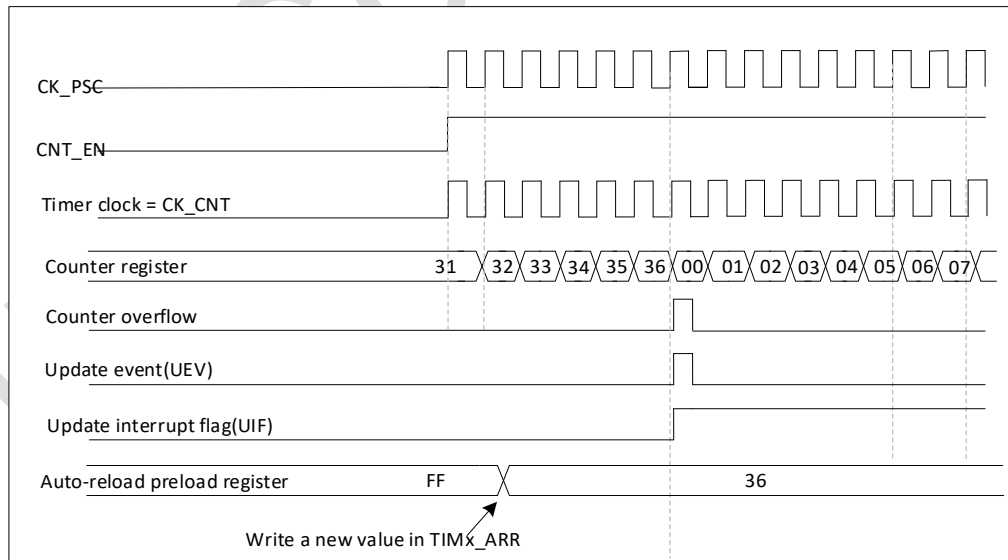 CK_PSC
CNT_EN
Timer clock = CK_CNT
Counter register 31 32 33 34 35 36 00 01 02 03 04 05 06 07
Counter overflow
Update event(UEV)
Update interrupt flag(UIF)
Auto-reload preload register FF 36
Write a new value in TIMx_ARR